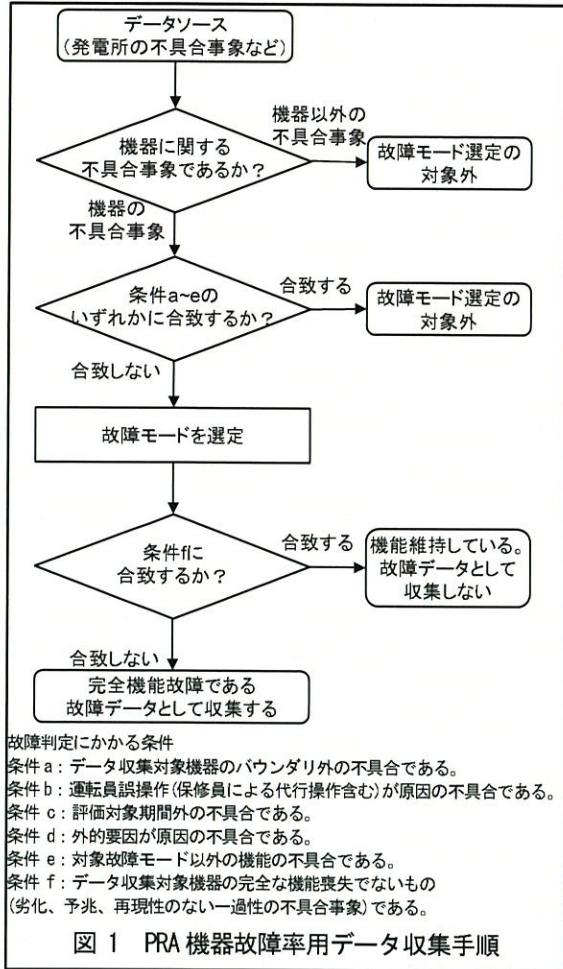 データソース
(発電所の不具合事象など)
機器に関する
不具合事象であるか？
機器以外の
不具合事象
故障モード選定の
対象外
機器の
不具合事象
条件a~eの
いずれかに合致するか？
合致する
故障モード選定の
対象外
合致しない
故障モードを選定
条件fに
合致するか？
合致する
機能維持している。
故障データとして
収集しない
合致しない
完全機能故障である
故障データとして収集する
故障判定にかかる条件
条件a：データ収集対象機器のバウンダリ外の不具合である。
条件b：運転員誤操作(保修員による代行操作含む)が原因の不具合である。
条件c：評価対象期間外の不具合である。
条件d：外的要因が原因の不具合である。
条件e：対象故障モード以外の機能の不具合である。
条件f：データ収集対象機器の完全な機能喪失でないもの
(劣化、予兆、再現性のない一過性の不具合事象)である。
図1 PRA機器故障率用データ収集手順